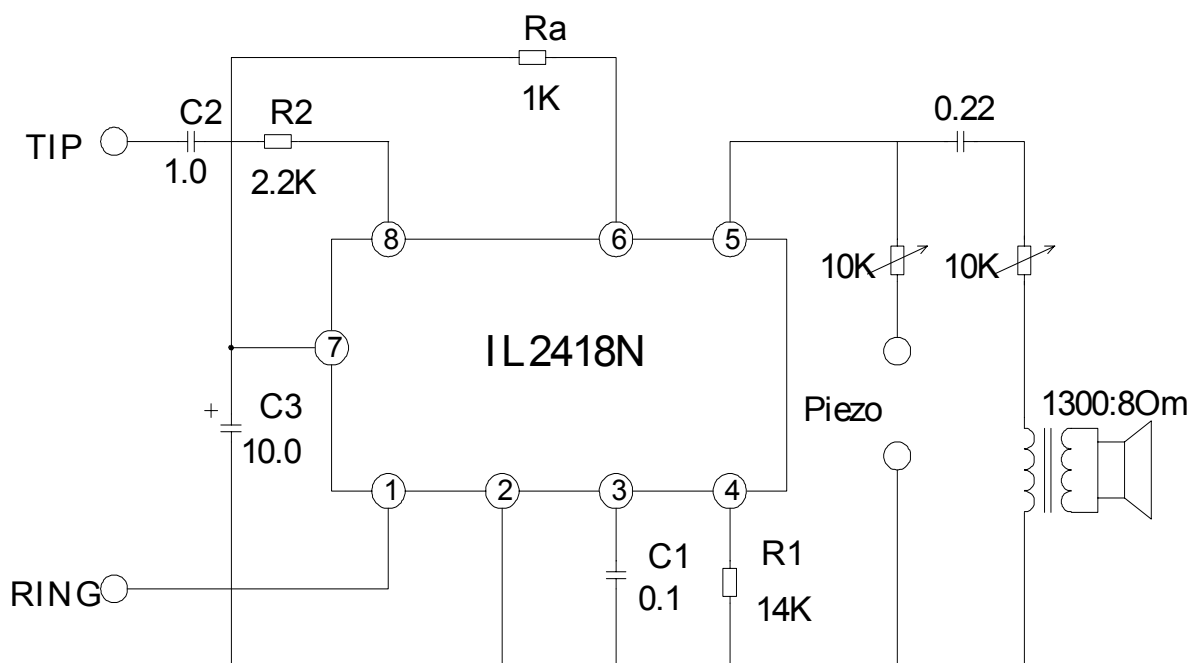 Ra
1K
C2
R2
0.22
TIP
1.0
2.2K
8
6
5
10K
10K
7
IL2418N
+
C3
10.0
Piezo
1300:8Om
1
2
3
4
C1
R1
RING
0.1
14K